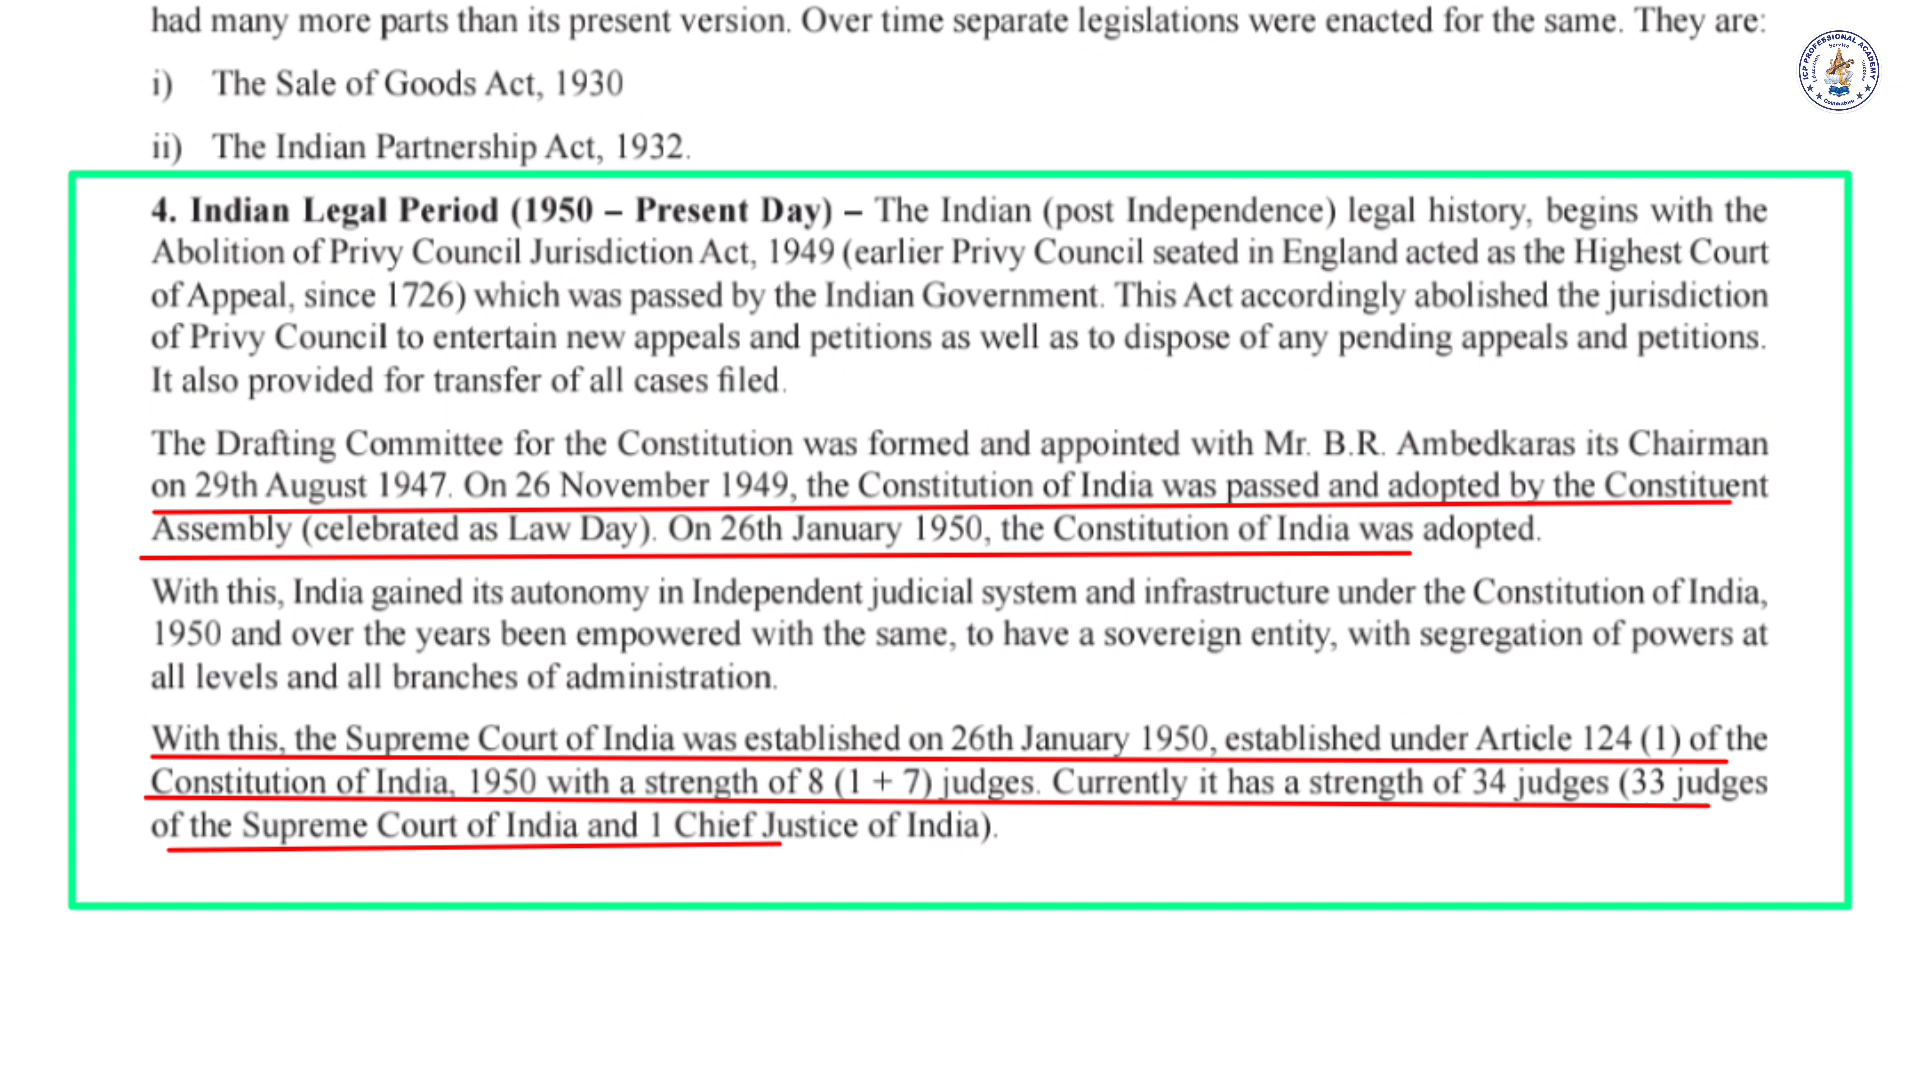 had many more parts than its present version. Over time separate legislations were enacted for the same. They are:
i) The Sale of Goods Act, 1930
ii) The Indian Partnership Act, 1932.
4. Indian Legal Period (1950 – Present Day) – The Indian (post Independence) legal history, begins with the
Abolition of Privy Council Jurisdiction Act, 1949 (earlier Privy Council seated in England acted as the Highest Court
of Appeal, since 1726) which was passed by the Indian Government. This Act accordingly abolished the jurisdiction
of Privy Council to entertain new appeals and petitions as well as to dispose of any pending appeals and petitions.
It also provided for transfer of all cases filed.
The Drafting Committee for the Constitution was formed and appointed with Mr. B.R. Ambedkaras its Chairman
on 29th August 1947. On 26 November 1949, the Constitution of India was passed and adopted by the Constituent
Assembly (celebrated as Law Day). On 26th January 1950, the Constitution of India was adopted.
With this, India gained its autonomy in Independent judicial system and infrastructure under the Constitution of India,
1950 and over the years been empowered with the same, to have a sovereign entity, with segregation of powers at
all levels and all branches of administration.
With this, the Supreme Court of India was established on 26th January 1950, established under Article 124 (1) of the
Constitution of India, 1950 with a strength of 8 (1 + 7) judges. Currently it has a strength of 34 judges (33 judges
of the Supreme Court of India and 1 Chief Justice of India).
ICP PROFESSIONAL ACADEMY
Service
Coimbatore